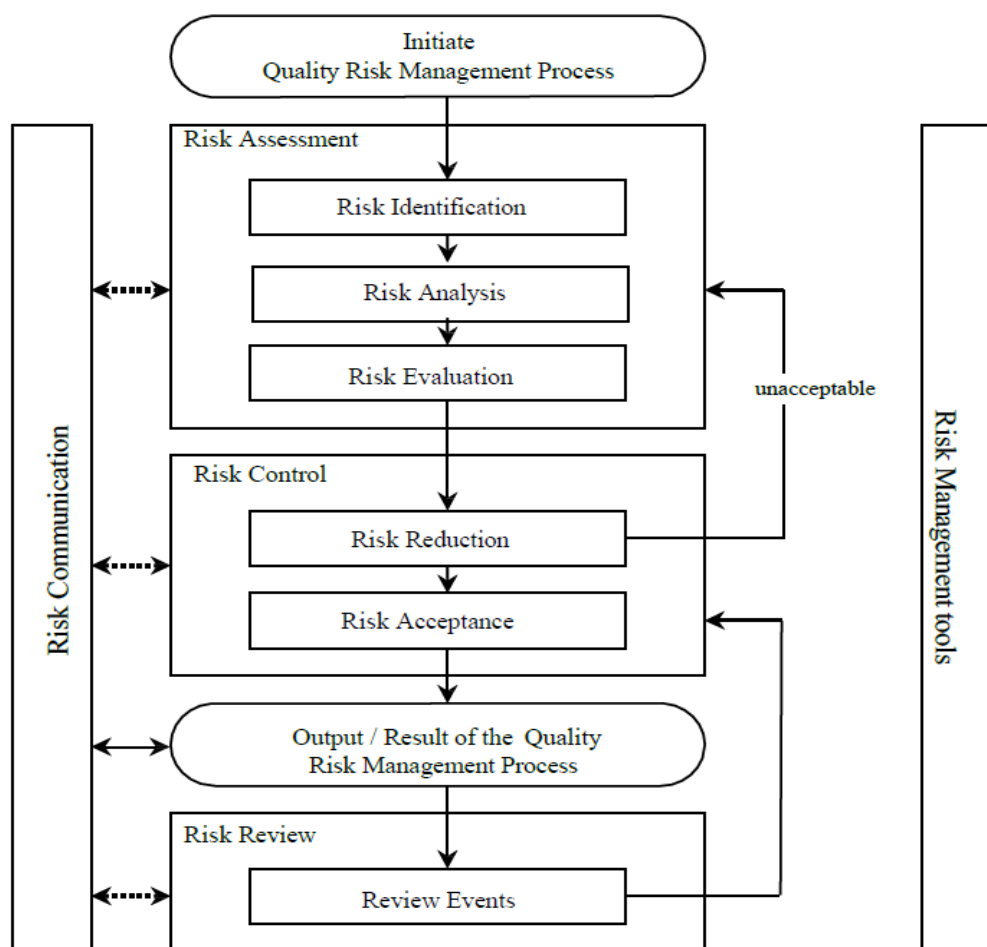 Initiate
Quality Risk Management Process
Risk Assessment
Risk Identification
Risk Analysis
Risk Evaluation
unacceptable
Risk Control
Risk Reduction
Risk Acceptance
Output / Result of the Quality
Risk Management Process
Risk Review
Review Events
Risk Communication
Risk Management tools